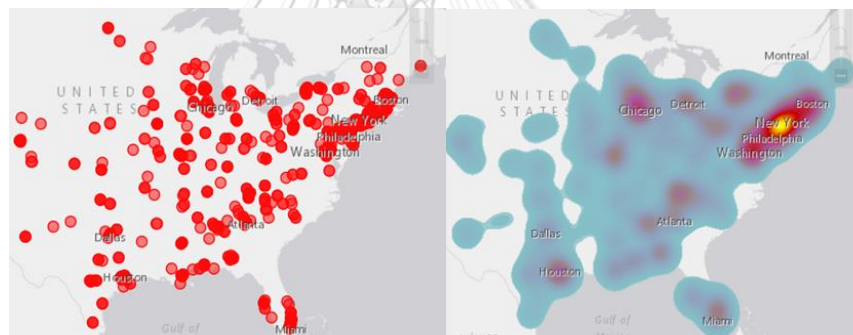 Montreal
UNITED
STATES
Chicago
Detroit
Boston
New York
Philadelphia
Washington
Atlanta
Dallas
Houston
Gulf of
Miami
Montreal
UNITED
STATES
Chicago
Detroit
Boston
New York
Philadelphia
Washington
Atlanta
Dallas
Houston
Gulf of
Miami